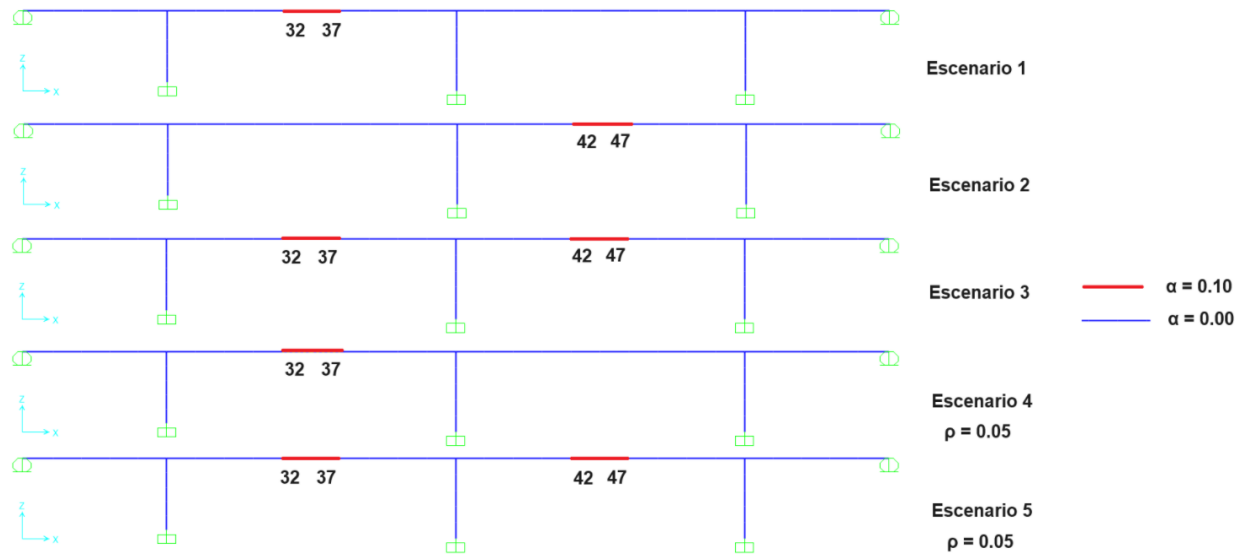 32 37
Z
X
Escenario 1
42 47
Z
X
Escenario 2
32 37
42 47
Z
X
Escenario 3
α = 0.10
α = 0.00
32 37
Z
X
Escenario 4
ρ = 0.05
32 37
42 47
Z
X
Escenario 5
ρ = 0.05